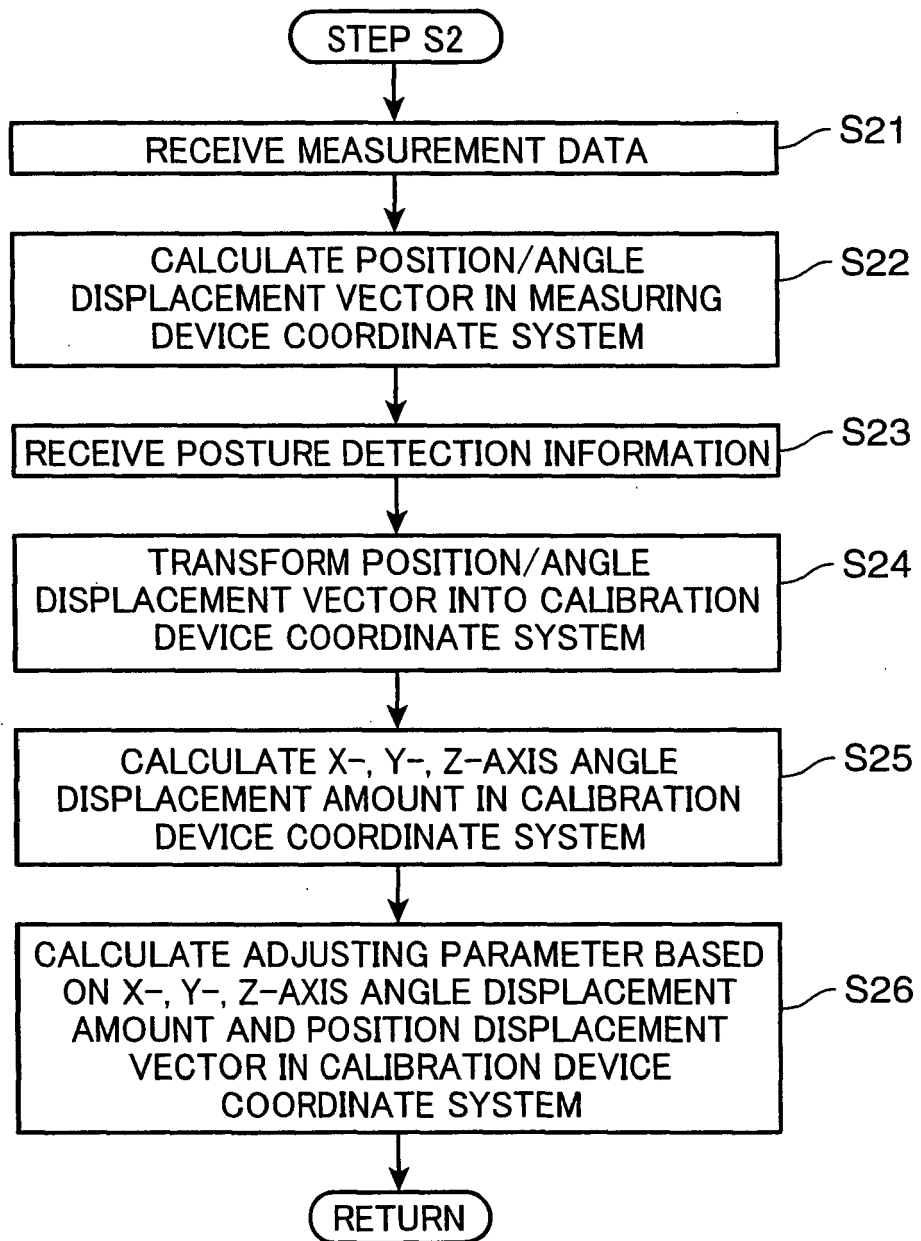 STEP S2
RECEIVE MEASUREMENT DATA
S21
CALCULATE POSITION/ANGLE
DISPLACEMENT VECTOR IN MEASURING
DEVICE COORDINATE SYSTEM
S22
RECEIVE POSTURE DETECTION INFORMATION
S23
TRANSFORM POSITION/ANGLE
DISPLACEMENT VECTOR INTO CALIBRATION
DEVICE COORDINATE SYSTEM
S24
CALCULATE X-, Y-, Z-AXIS ANGLE
DISPLACEMENT AMOUNT IN CALIBRATION
DEVICE COORDINATE SYSTEM
S25
CALCULATE ADJUSTING PARAMETER BASED
ON X-, Y-, Z-AXIS ANGLE DISPLACEMENT
AMOUNT AND POSITION DISPLACEMENT
VECTOR IN CALIBRATION DEVICE
COORDINATE SYSTEM
S26
RETURN